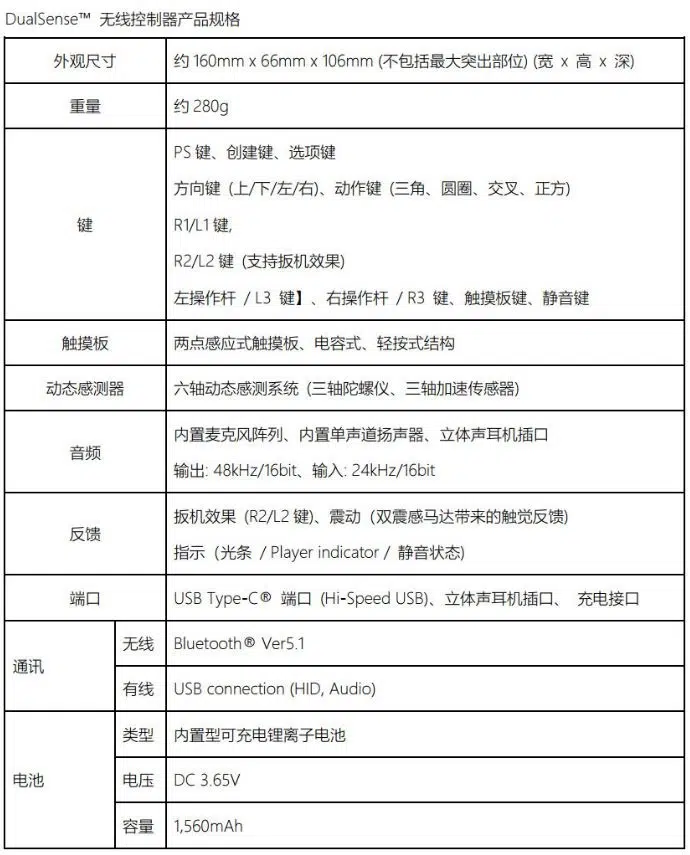 DualSense™ 无线控制器产品规格
外观尺寸
约 160mm x 66mm x 106mm (不包括最大突出部位) (宽 x 高 x 深)
重量
约 280g
键
PS 键、创建键、选项键
方向键 (上/下/左/右)、动作键 (三角、圆圈、交叉、正方)
R1/L1 键,
R2/L2 键 (支持扳机效果)
左操作杆 / L3 键】、右操作杆 / R3 键、触摸板键、静音键
触摸板
两点感应式触摸板、电容式、轻按式结构
动态感测器
六轴动态感测系统 (三轴陀螺仪、三轴加速传感器)
音频
内置麦克风阵列、内置单声道扬声器、立体声耳机插口
输出: 48kHz/16bit、输入: 24kHz/16bit
反馈
扳机效果 (R2/L2 键)、震动 (双震感马达带来的触觉反馈)
指示 (光条 / Player indicator / 静音状态)
端口
USB Type-C® 端口 (Hi-Speed USB)、立体声耳机插口、 充电接口
通讯
无线
Bluetooth® Ver5.1
有线
USB connection (HID, Audio)
电池
类型
内置型可充电锂离子电池
电压
DC 3.65V
容量
1,560mAh